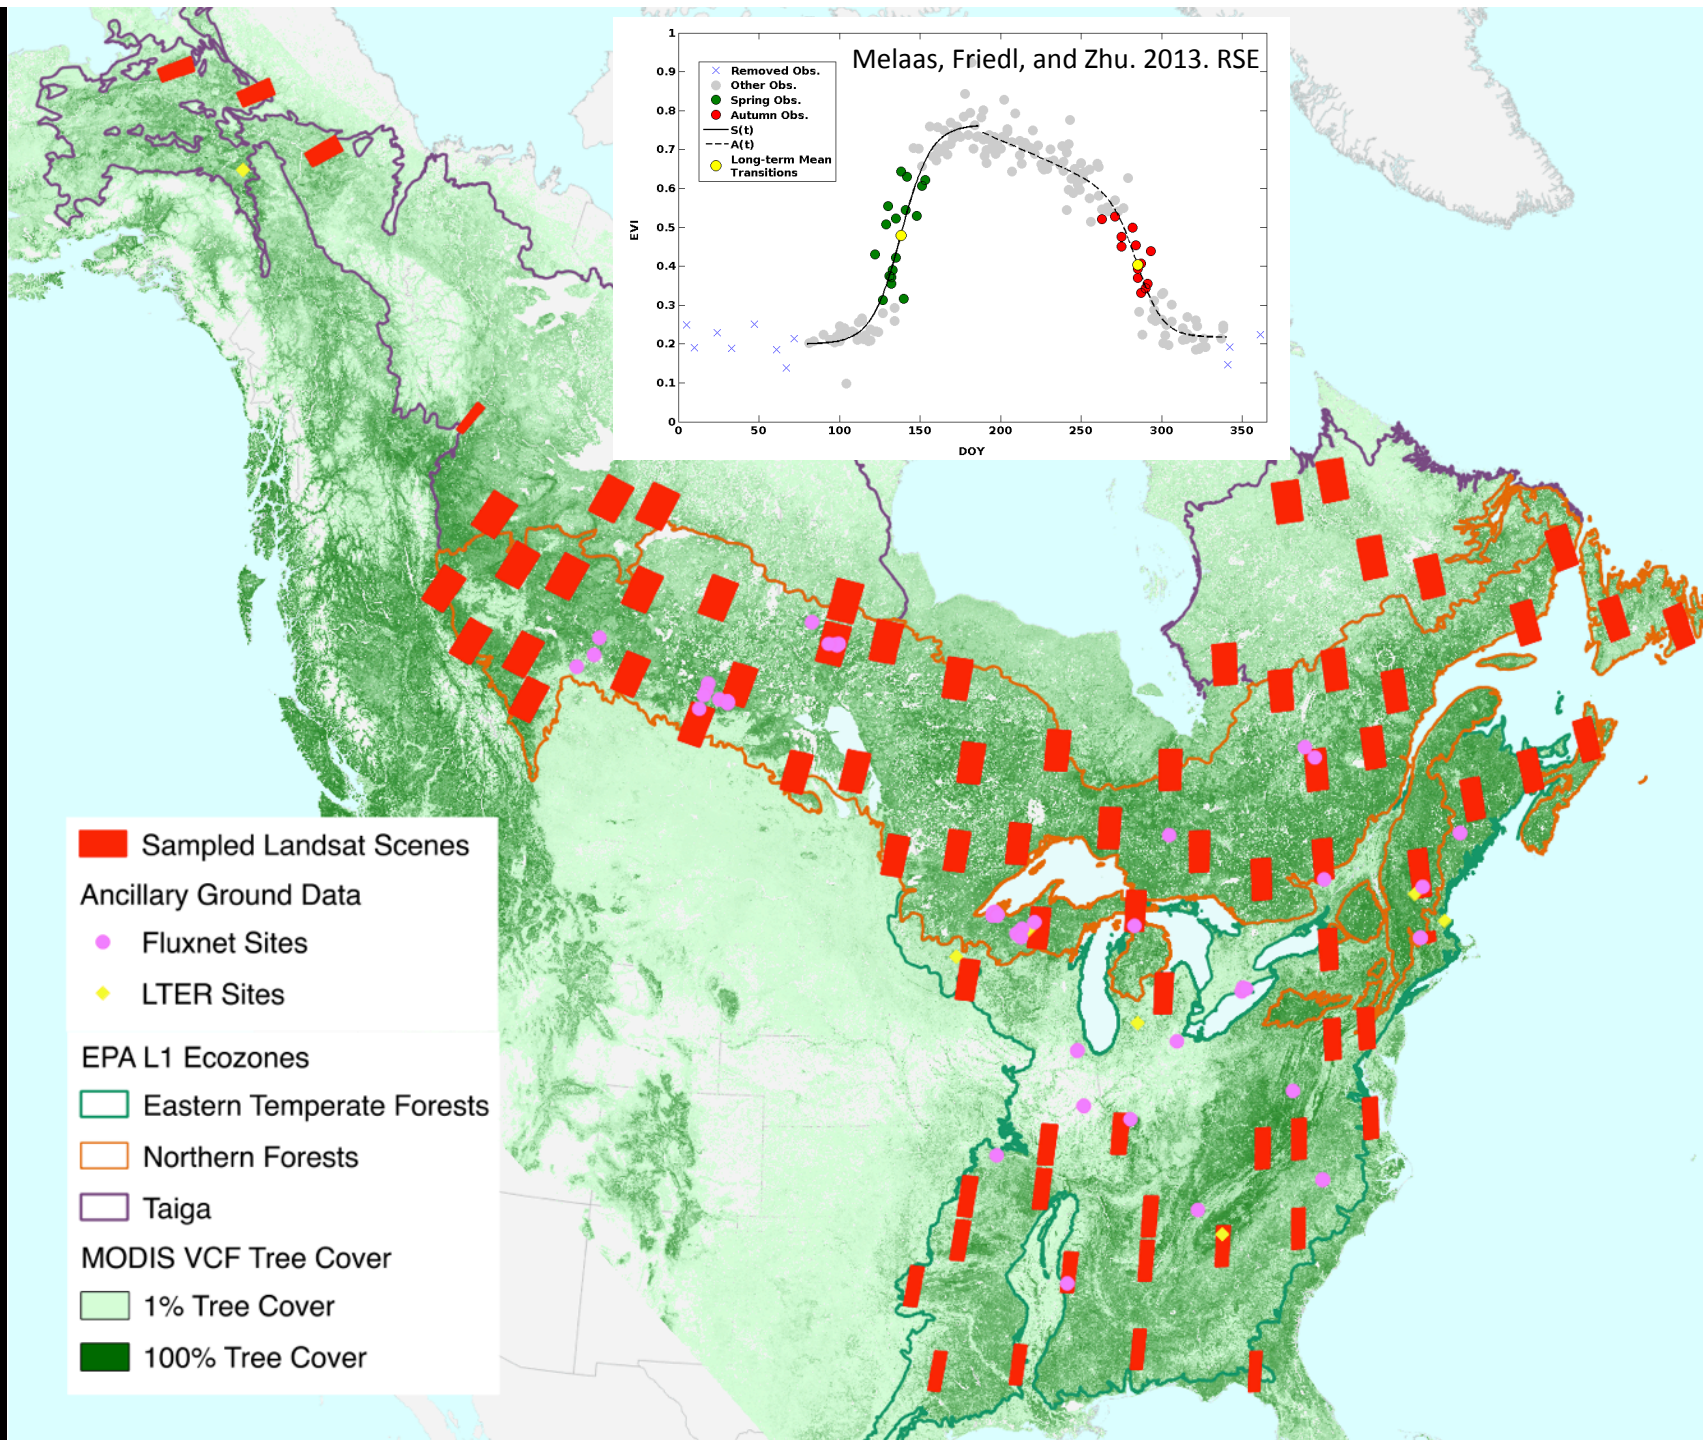 Melaas, Friedl, and Zhu. 2013. RSE
1
0.9
0.8
0.7
0.6
0.5
0.4
0.3
0.2
0.1
0
EVI
Removed Obs.
Other Obs.
Spring Obs.
Autumn Obs.
S(t)
A(t)
Long-term Mean
Transitions
0 50 100 150 200 250 300 350
DOY
Sampled Landsat Scenes
Ancillary Ground Data
Fluxnet Sites
LTER Sites
EPA L1 Ecozones
Eastern Temperate Forests
Northern Forests
Taiga
MODIS VCF Tree Cover
1% Tree Cover
100% Tree Cover